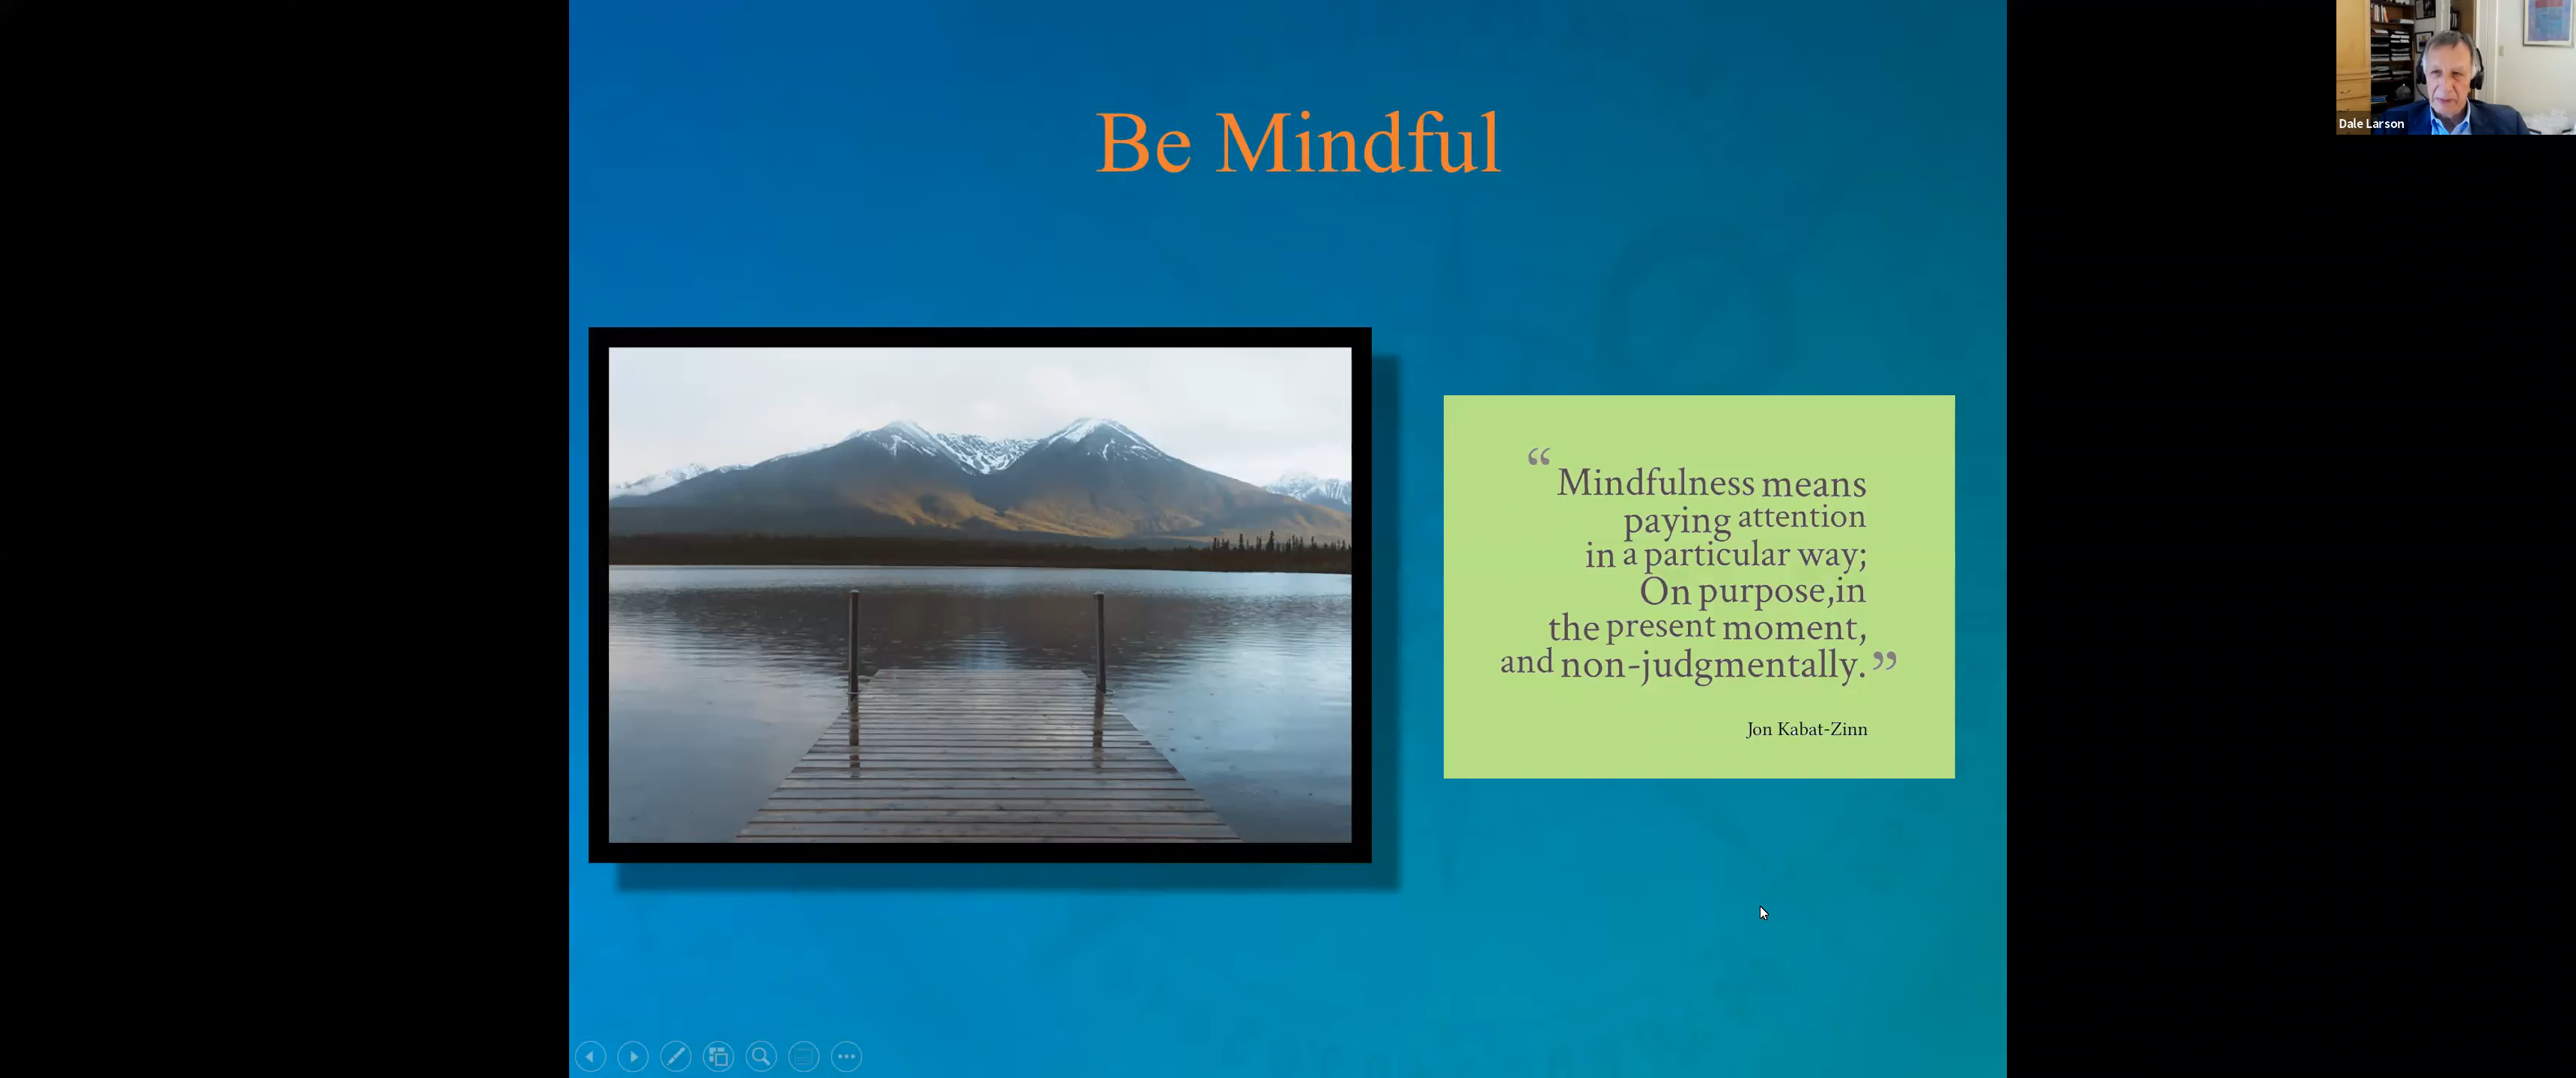 Be Mindful
“Mindfulness means
paying attention
in a particular way;
On purpose,in
the present moment,
and non-judgmentally.”
Jon Kabat-Zinn
Dale Larson